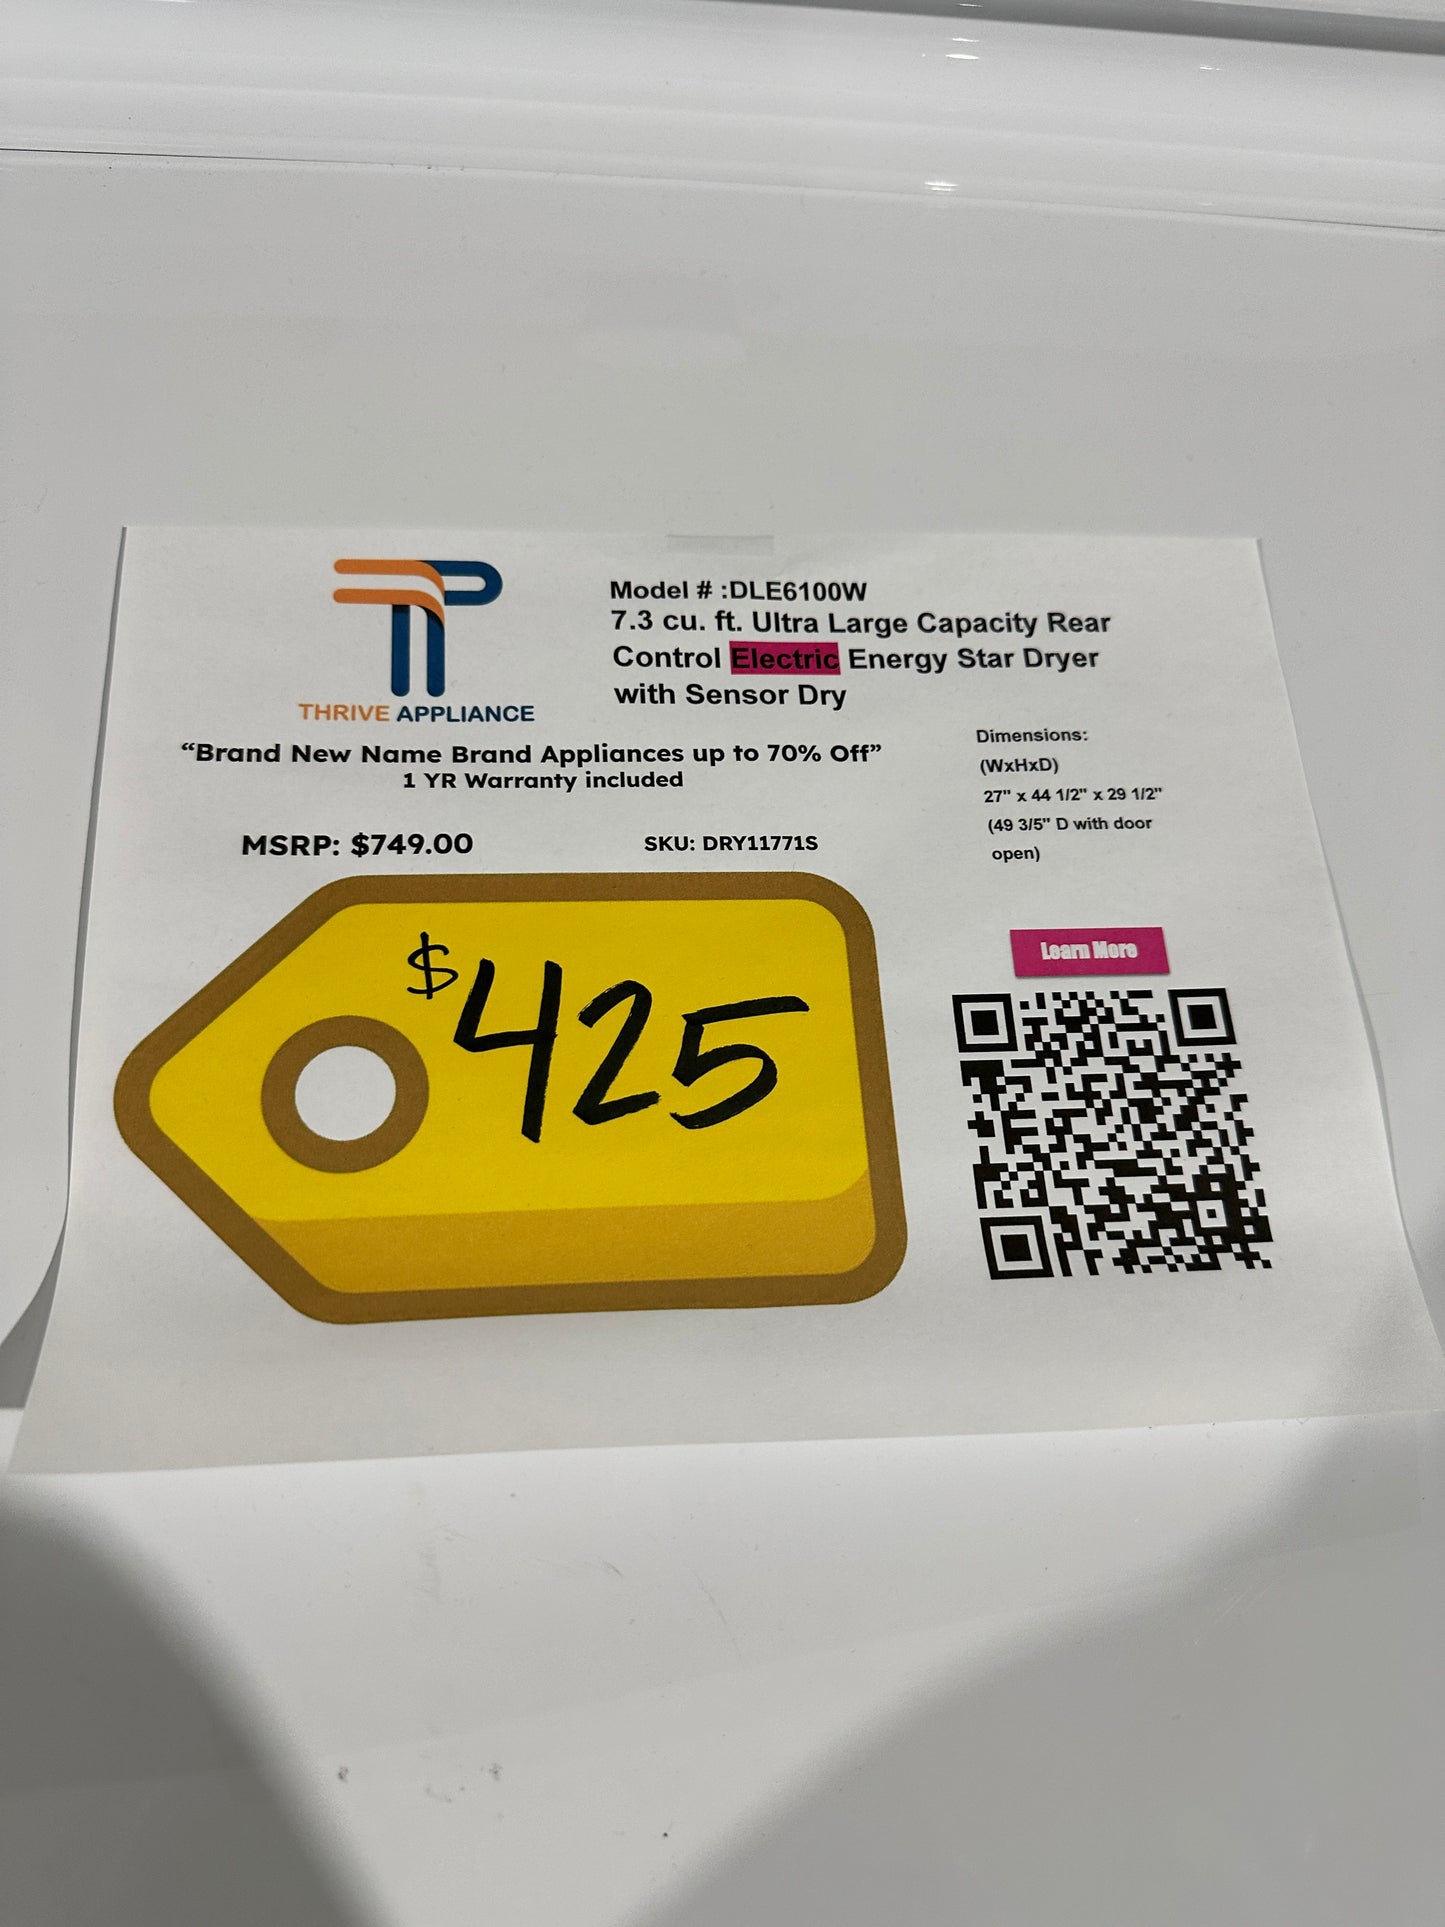 THRIVE APPLIANCE
Model # :DLE6100W
7.3 cu. ft. Ultra Large Capacity Rear
Control Electric Energy Star Dryer
with Sensor Dry
“Brand New Name Brand Appliances up to 70% Off”
1 YR Warranty included
Dimensions:
(WxHxD)
27" x 44 1/2" x 29 1/2"
(49 3/5" D with door
open)
MSRP: $749.00
SKU: DRY11771S
$425
Learn More